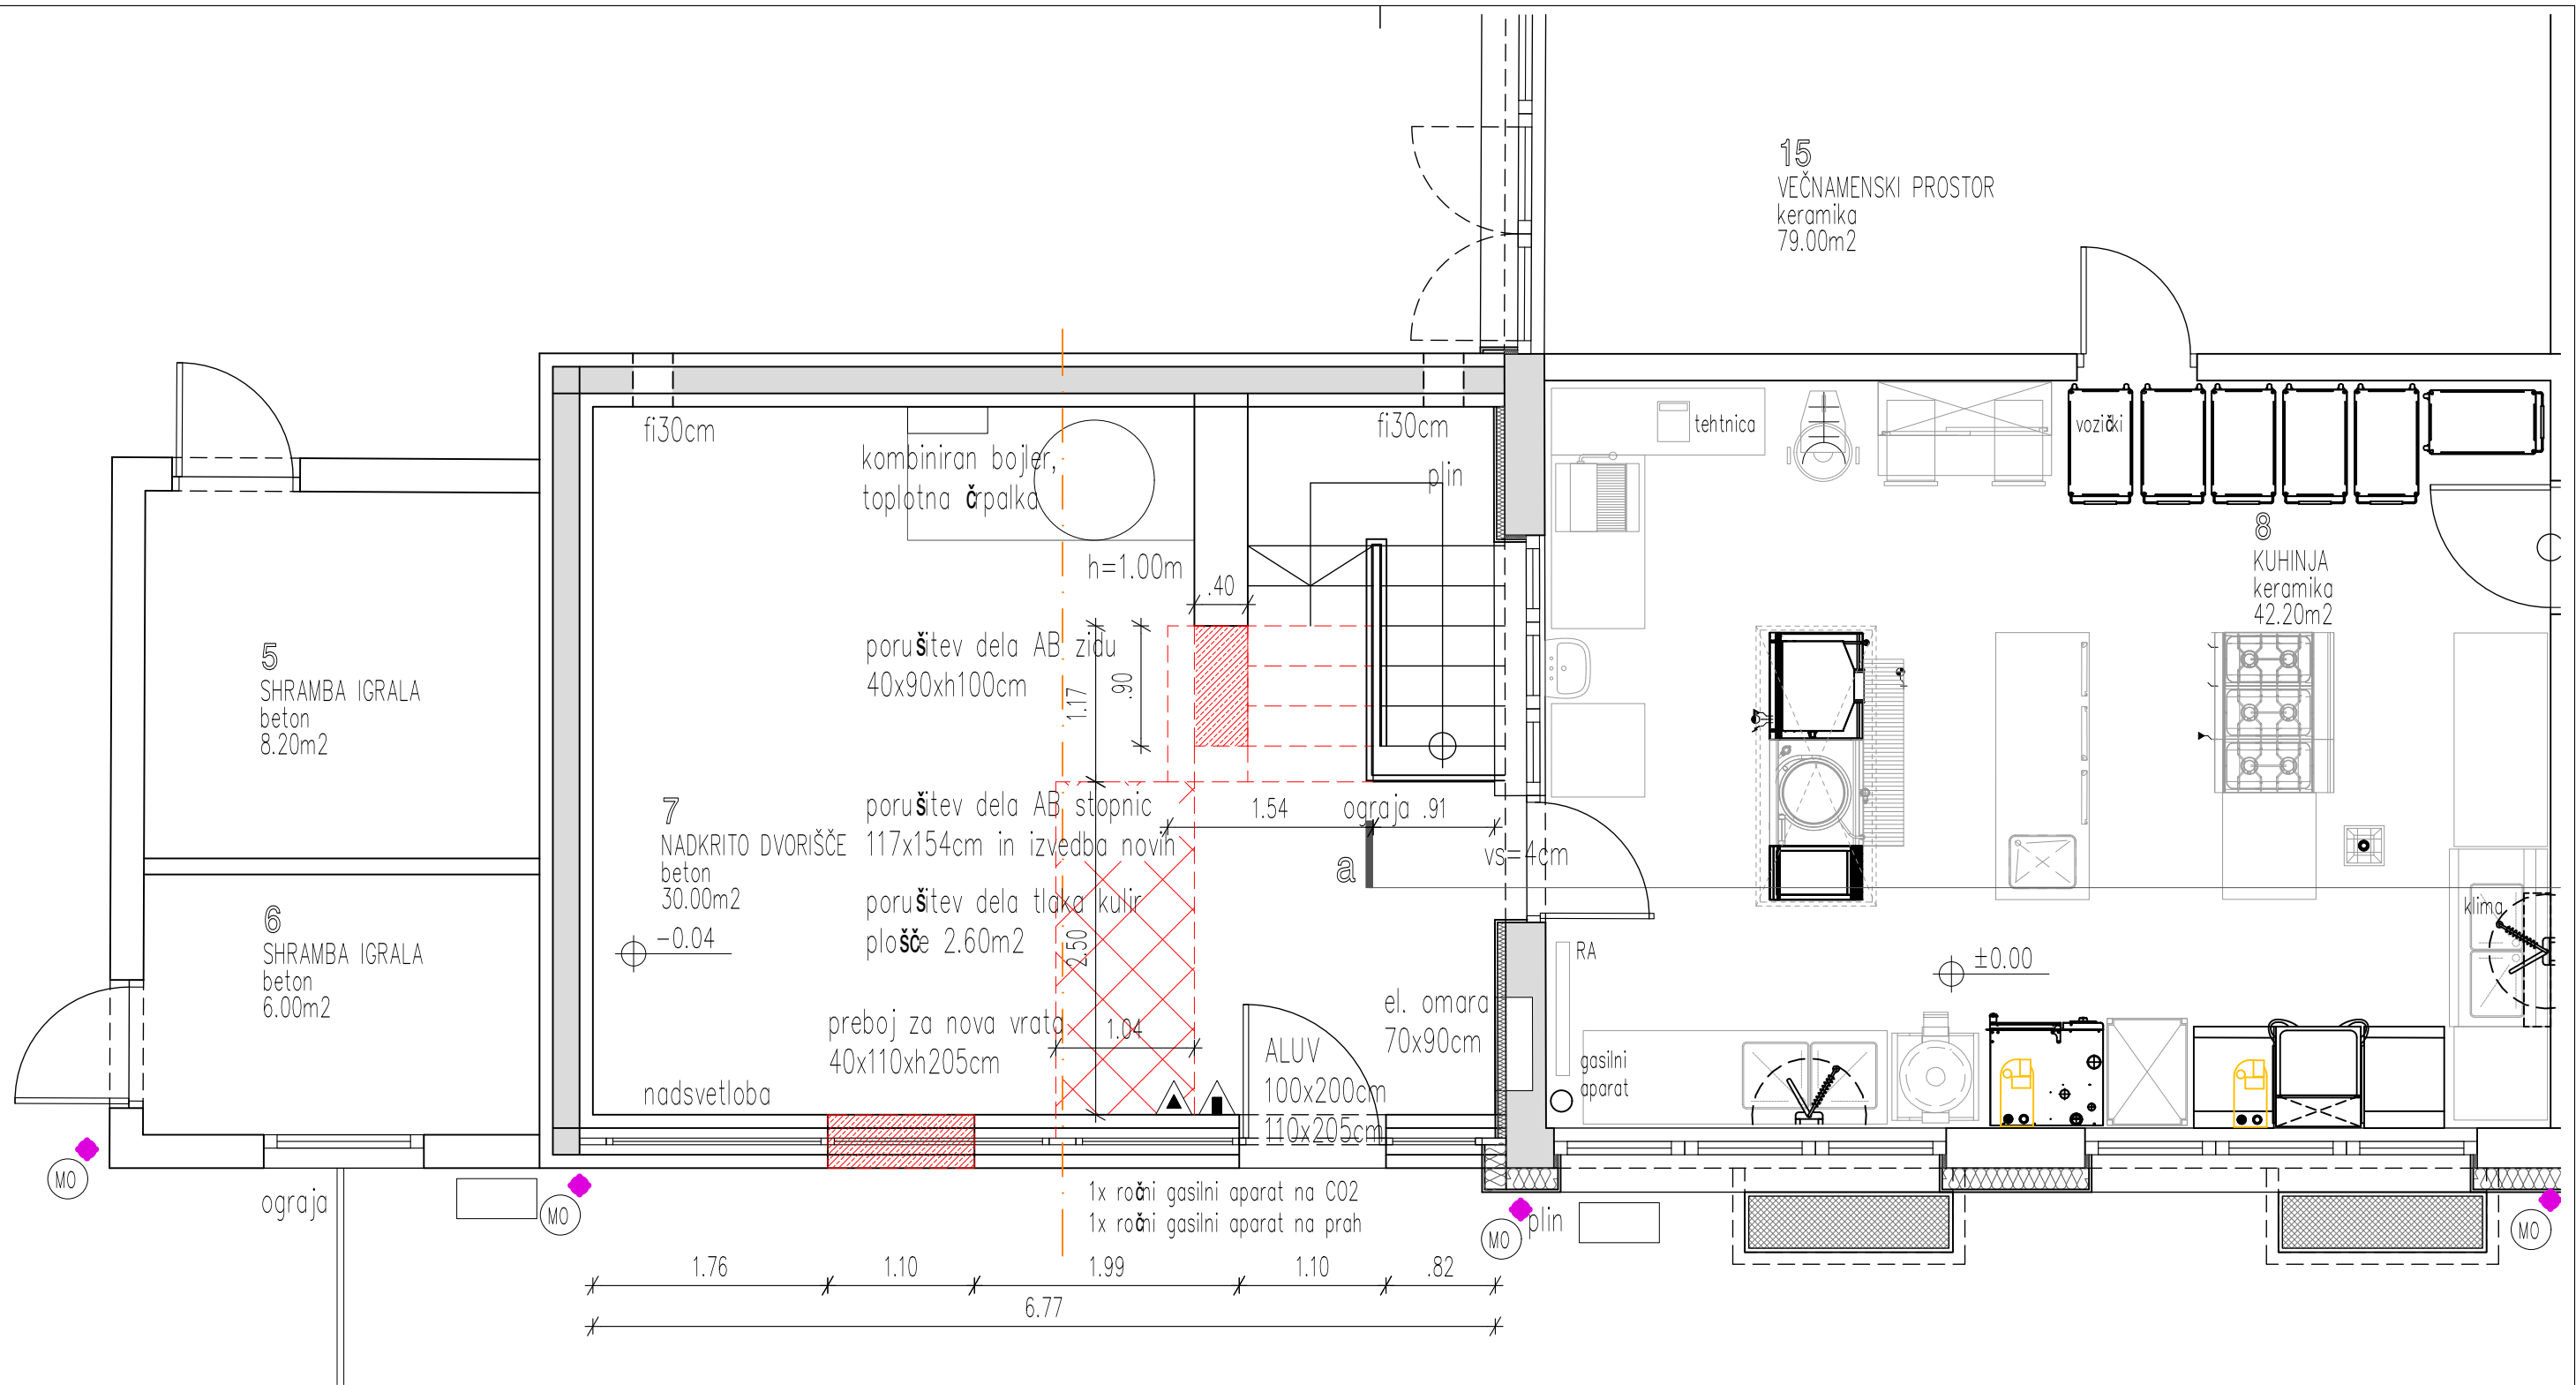 15
VEČNAMENSKI PROSTOR
keramika
79.00m2
fi30cm
kombiniran bojler,
toplotna črpalka
fi30cm
plin
h=1.00m
.40
tehtnica
vozički
8
KUHINJA
keramika
42.20m2
5
SHRAMBA IGRALA
beton
8.20m2
porušitev dela AB zidu
40x90xh100cm
1.17
.90
7
NADKRITO DVORIŠČE
beton
30.00m2
-0.04
porušitev dela AB stopnic
117x154cm in izvedba novih
1.54
ograja .91
vs=4cm
a
porušitev dela tlaka kulir
plošče 2.60m2
2.50
6
SHRAMBA IGRALA
beton
6.00m2
klima
RA
±0.00
preboj za nova vrata
40x110xh205cm
1.04
el. omara
70x90cm
ALUV
100x200cm
110x205cm
gasilni
aparat
nadsvetloba
MO
ograja
MO
1x ročni gasilni aparat na CO2
1x ročni gasilni aparat na prah
MO
plin
MO
1.76
1.10
1.99
1.10
.82
6.77